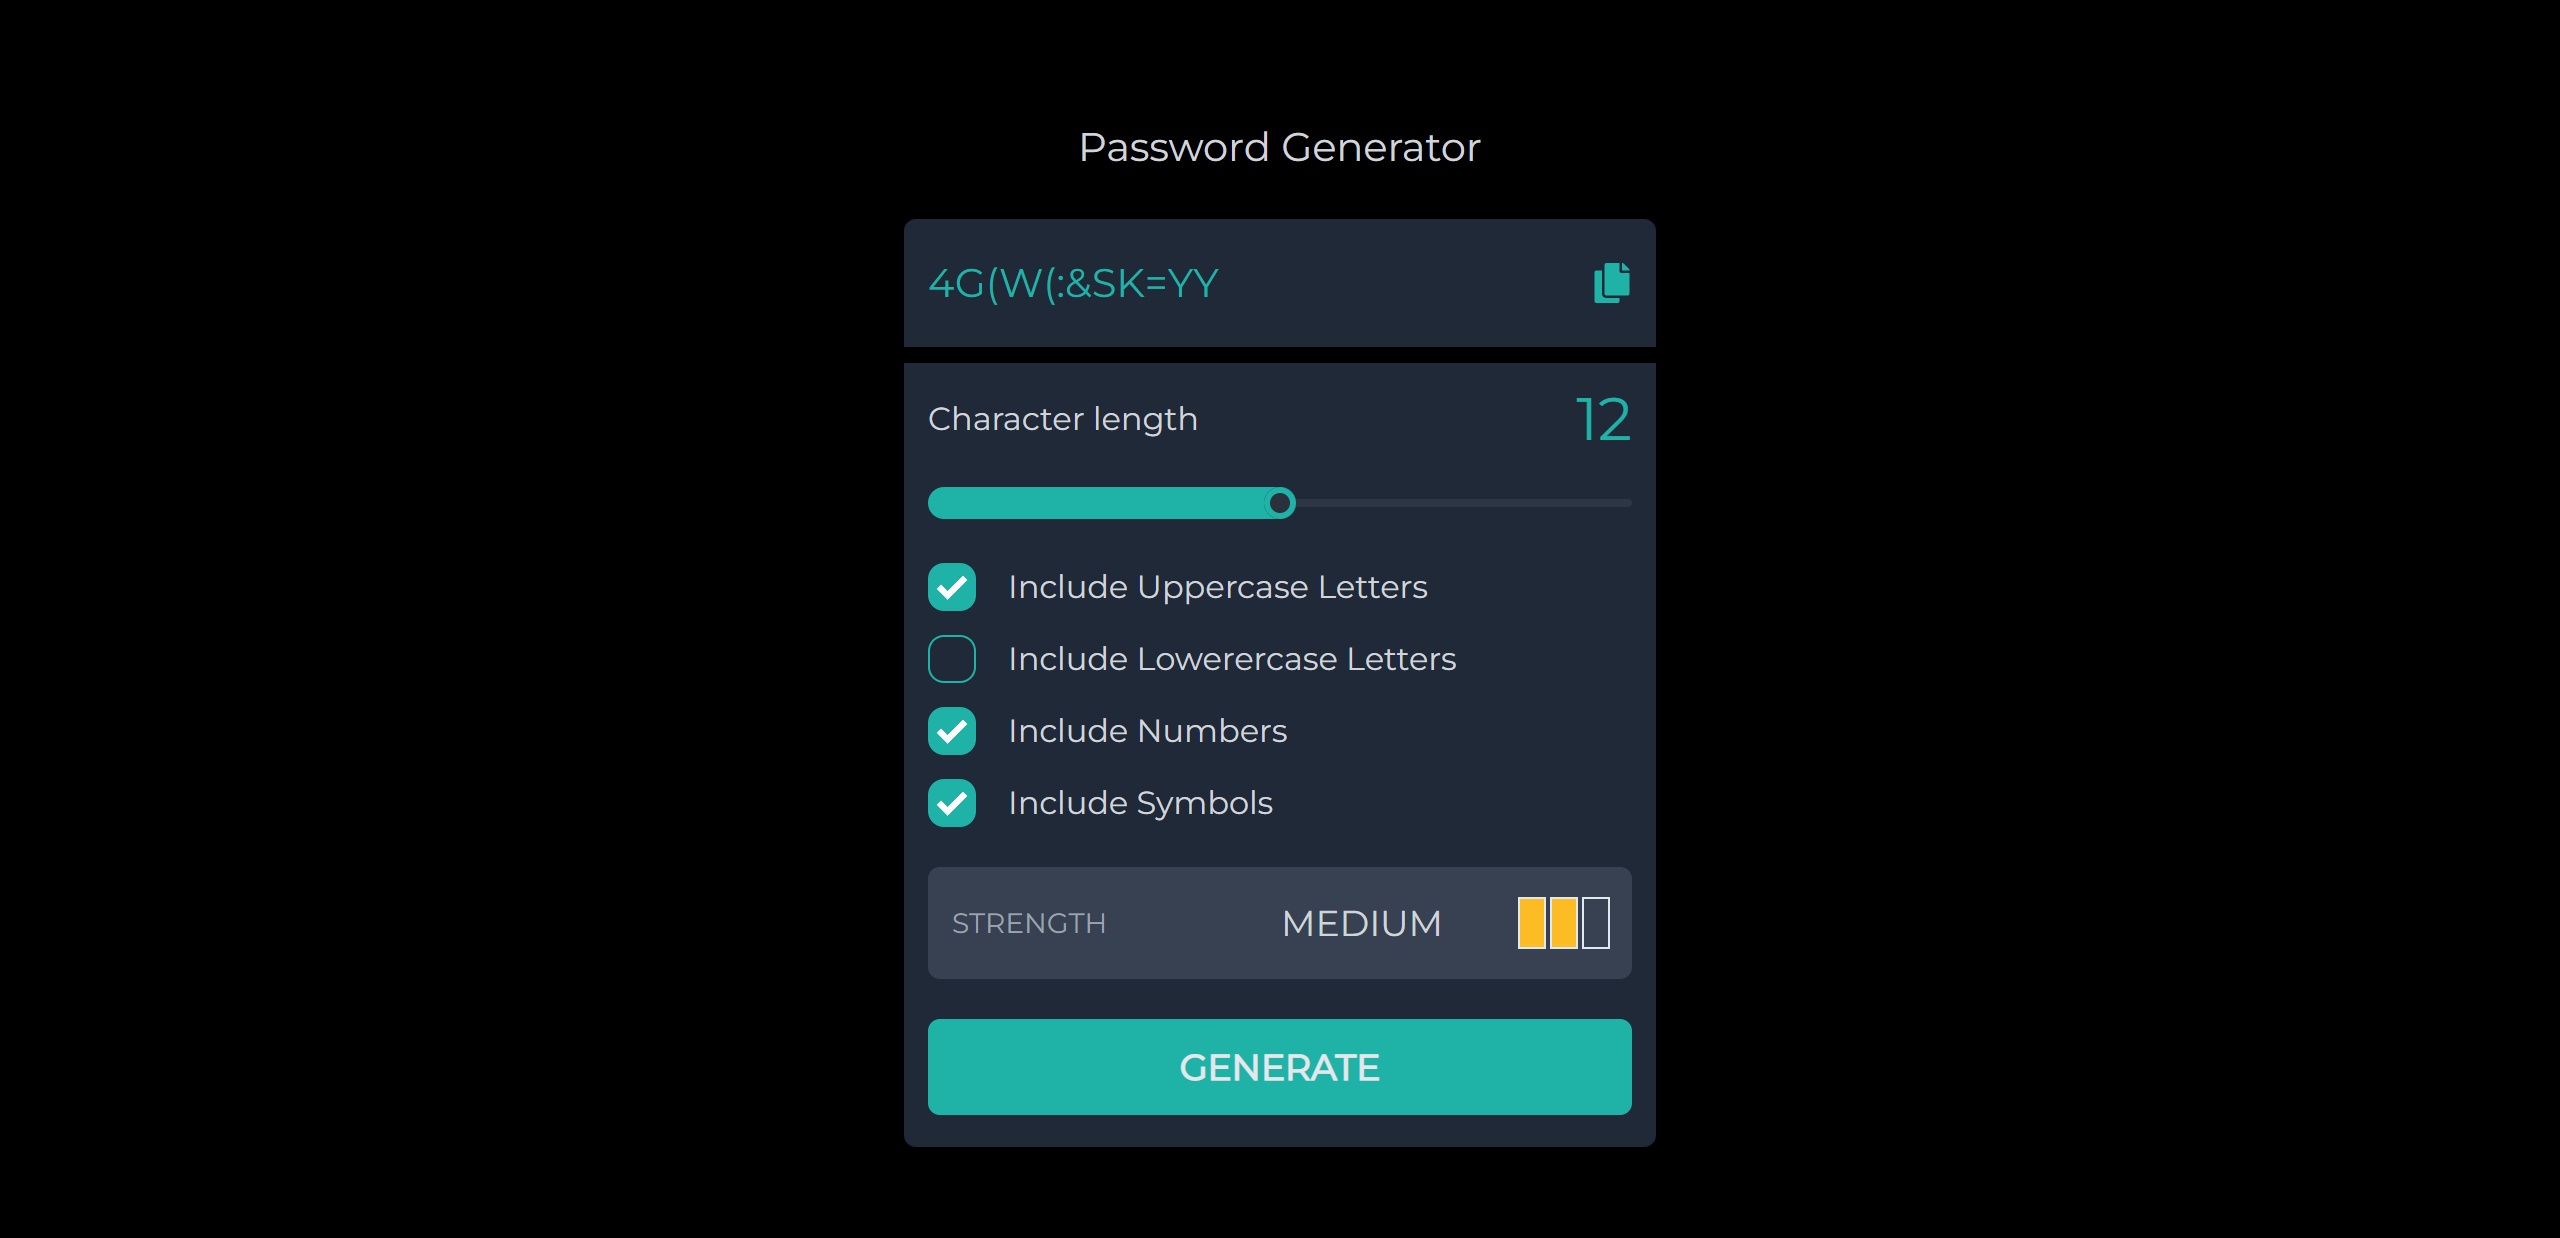 Password Generator
4G(W(:&SK=YY
Character length
12
Include Uppercase Letters
Include Lowerercase Letters
Include Numbers
Include Symbols
STRENGTH
MEDIUM
GENERATE